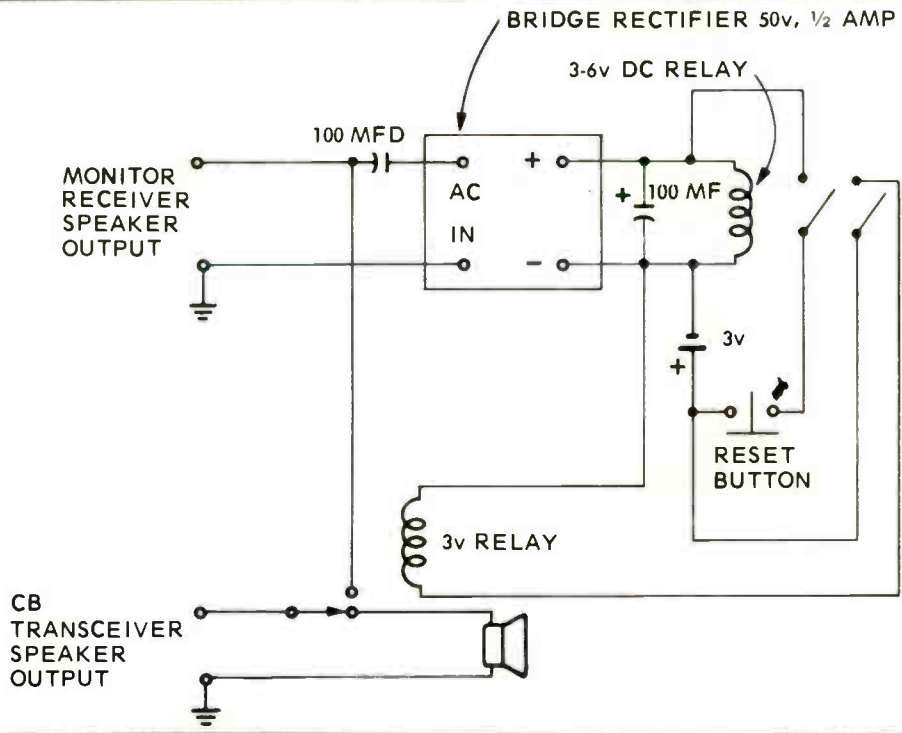 BRIDGE RECTIFIER 50v, ½ AMP
3-6v DC RELAY
100 MFD
MONITOR
RECEIVER
SPEAKER
OUTPUT
AC
IN
+
−
+
100 MF
3v
+
RESET
BUTTON
3v RELAY
CB
TRANSCEIVER
SPEAKER
OUTPUT